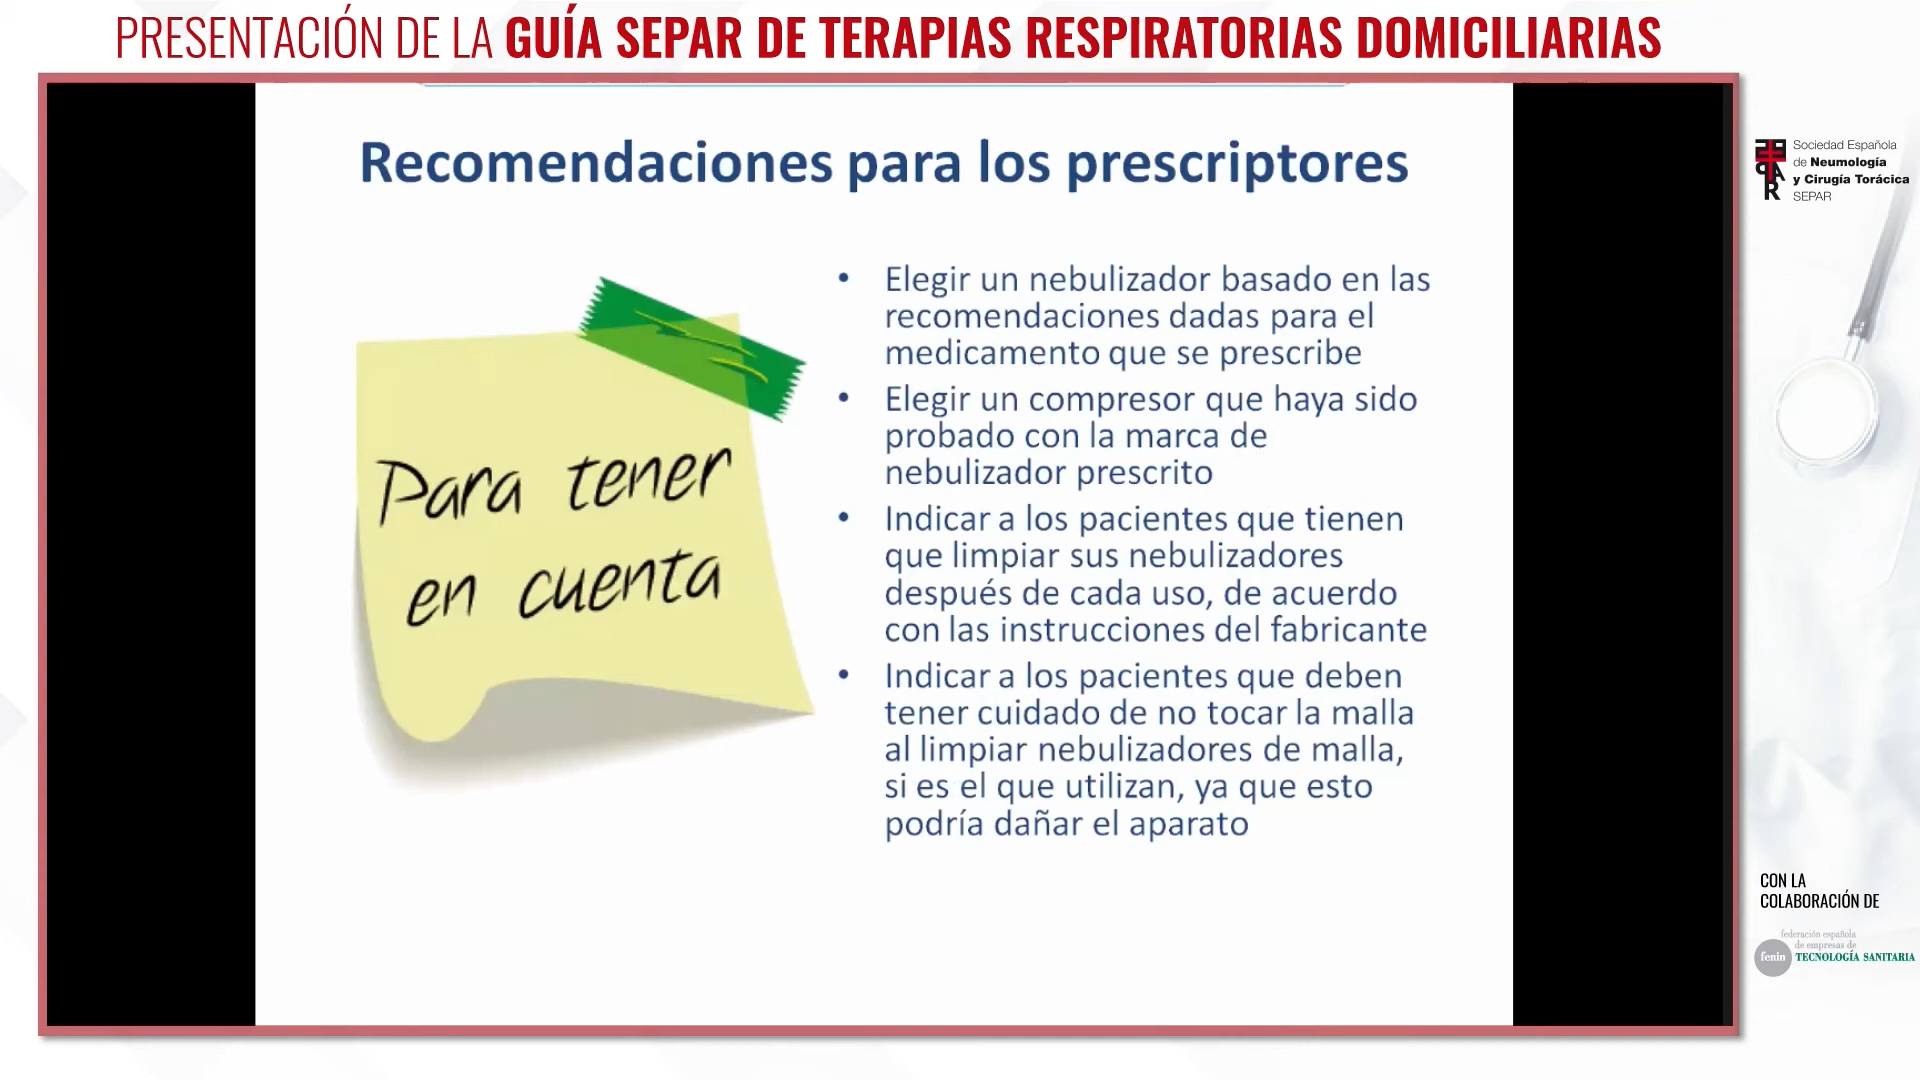 PRESENTACIÓN DE LA GUÍA SEPAR DE TERAPIAS RESPIRATORIAS DOMICILIARIAS
Recomendaciones para los prescriptores
Para tener
en cuenta
• Elegir un nebulizador basado en las
recomendaciones dadas para el
medicamento que se prescribe
• Elegir un compresor que haya sido
probado con la marca de
nebulizador prescrito
• Indicar a los pacientes que tienen
que limpiar sus nebulizadores
después de cada uso, de acuerdo
con las instrucciones del fabricante
• Indicar a los pacientes que deben
tener cuidado de no tocar la malla
al limpiar nebulizadores de malla,
si es el que utilizan, ya que esto
podría dañar el aparato
SEPAR
Sociedad Española
de Neumología
y Cirugía Torácica
SEPAR
CON LA
COLABORACIÓN DE
fenin
federación española
de empresas de
TECNOLOGÍA SANITARIA